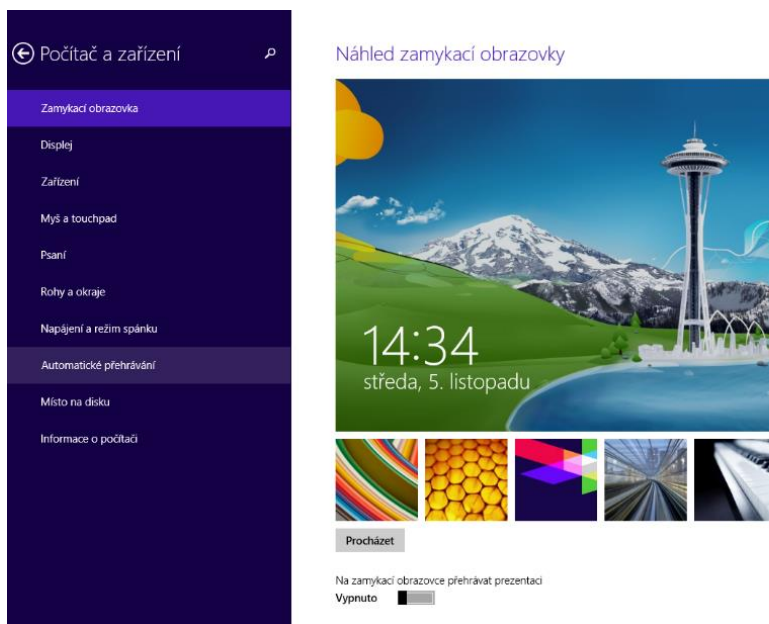 Počítač a zařízení
Zamykací obrazovka
Displej
Zařízení
Myš a touchpad
Psaní
Rohy a okraje
Napájení a režim spánku
Automatické přehrávání
Místo na disku
Informace o počítači
Náhled zamykací obrazovky
14:34
středa, 5. listopadu
Procházet
Na zamykací obrazovce přehrávat prezentaci
Vypnuto